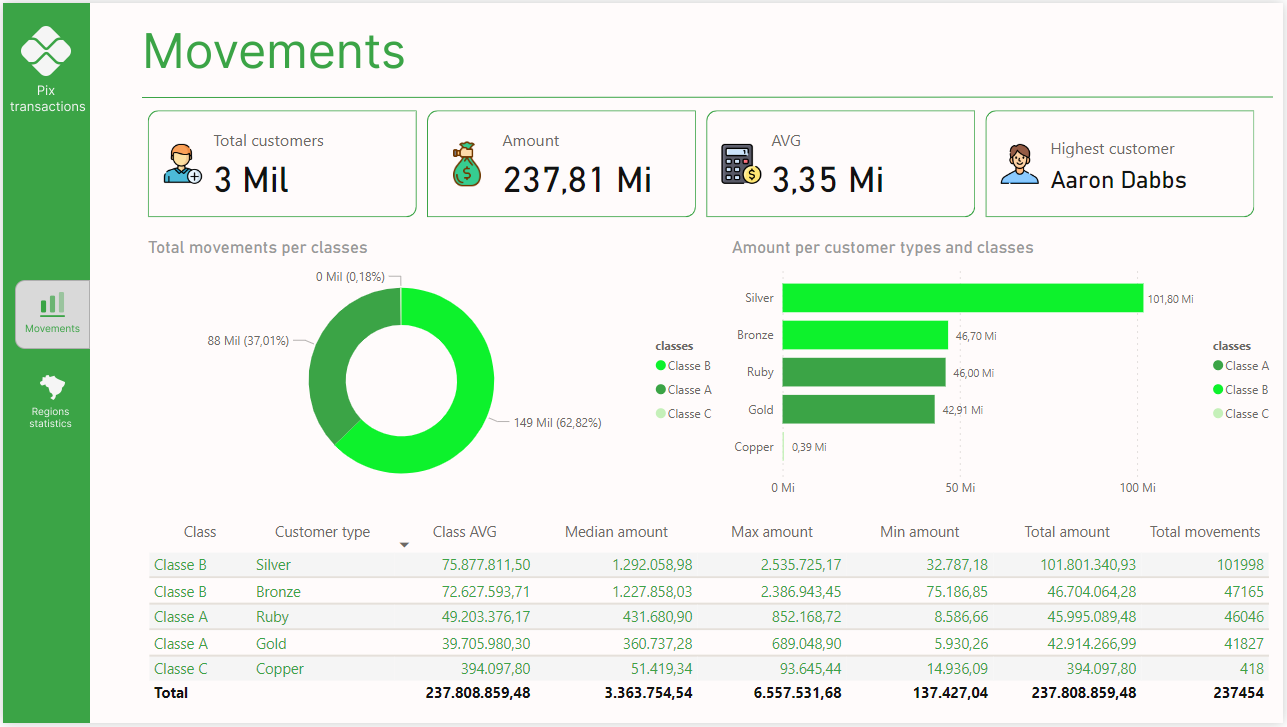 Pix
transactions
Movements
Regions
statistics
Movements
Total customers
3 Mil
Amount
237,81 Mi
AVG
3,35 Mi
Highest customer
Aaron Dabbs
Total movements per classes
0 Mil (0,18%)
88 Mil (37,01%)
149 Mil (62,82%)
classes
Classe B
Classe A
Classe C
Amount per customer types and classes
Silver 101,80 Mi
Bronze 46,70 Mi
Ruby 46,00 Mi
Gold 42,91 Mi
Copper 0,39 Mi
0 Mi 50 Mi 100 Mi
classes
Classe A
Classe B
Classe C
Class Customer type Class AVG Median amount Max amount Min amount Total amount Total movements
Classe B Silver 75.877.811,50 1.292.058,98 2.535.725,17 32.787,18 101.801.340,93 101998
Classe B Bronze 72.627.593,71 1.227.858,03 2.386.943,45 75.186,85 46.704.064,28 47165
Classe A Ruby 49.203.376,17 431.680,90 852.168,72 8.586,66 45.995.089,48 46046
Classe A Gold 39.705.980,30 360.737,28 689.048,90 5.930,26 42.914.266,99 41827
Classe C Copper 394.097,80 51.419,34 93.645,44 14.936,09 394.097,80 418
Total 237.808.859,48 3.363.754,54 6.557.531,68 137.427,04 237.808.859,48 237454